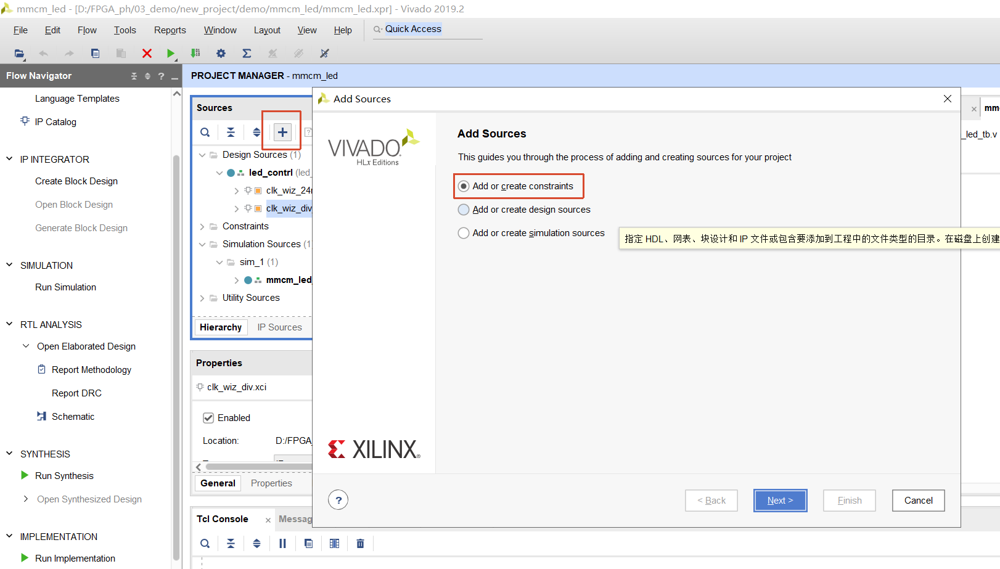 mmcm_led - [D:/FPGA_ph/03_demo/new_project/demo/mmcm_led/mmcm_led.xpr] - Vivado 2019.2
File Edit Flow Tools Reports Window Layout View Help Quick Access
Flow Navigator
PROJECT MANAGER - mmcm_led
Language Templates
IP Catalog
IP INTEGRATOR
Create Block Design
Open Block Design
Generate Block Design
SIMULATION
Run Simulation
RTL ANALYSIS
Open Elaborated Design
Report Methodology
Report DRC
Schematic
SYNTHESIS
Run Synthesis
Open Synthesized Design
IMPLEMENTATION
Run Implementation
Sources
Design Sources (1)
led_contrl (led_
clk_wiz_24
clk_wiz_div_
Constraints
Simulation Sources (1
sim_1 (1)
mmcm_led_
Utility Sources
Hierarchy IP Sources
Properties
clk_wiz_div.xci
Enabled
Location: D:/FPGA_
General Properties
Tcl Console Messag
Add Sources
VIVADO.
HLx Editions
XILINX
Add Sources
This guides you through the process of adding and creating sources for your project
Add or create constraints
Add or create design sources
Add or create simulation sources
指定 HDL、网表、块设计和 IP 文件或包含要添加到工程中的文件类型的目录。在磁盘上创建
? < Back Next > Finish Cancel
mm
_led_tb.v